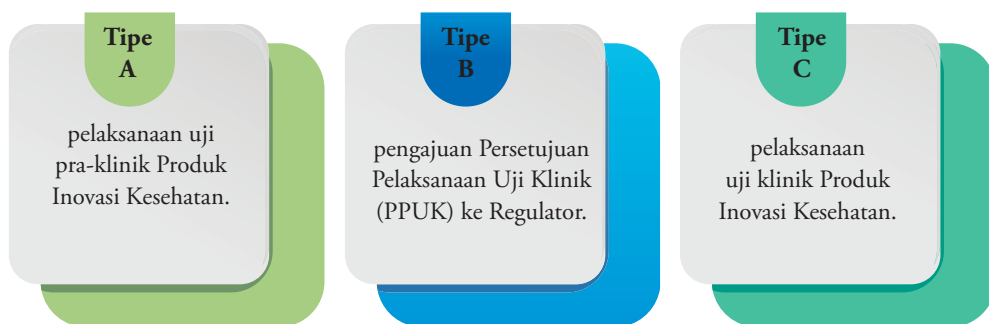 Tipe
A
pelaksanaan uji
pra-klinik Produk
Inovasi Kesehatan.
Tipe
B
pengajuan Persetujuan
Pelaksanaan Uji Klinik
(PPUK) ke Regulator.
Tipe
C
pelaksanaan
uji klinik Produk
Inovasi Kesehatan.